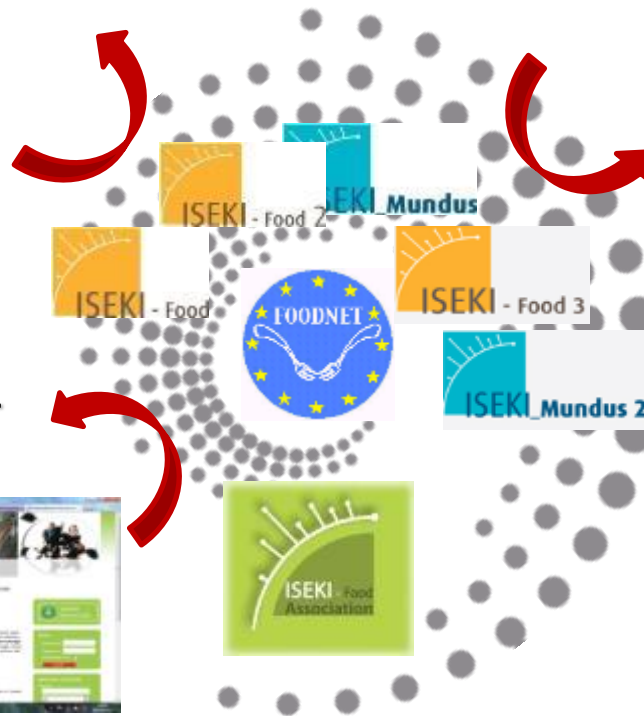 ISEKI - Food 2
ISEKI_Mundus
ISEKI - Food
FOODNET
ISEKI - Food 3
ISEKI_Mundus 2
ISEKI - Food
Association